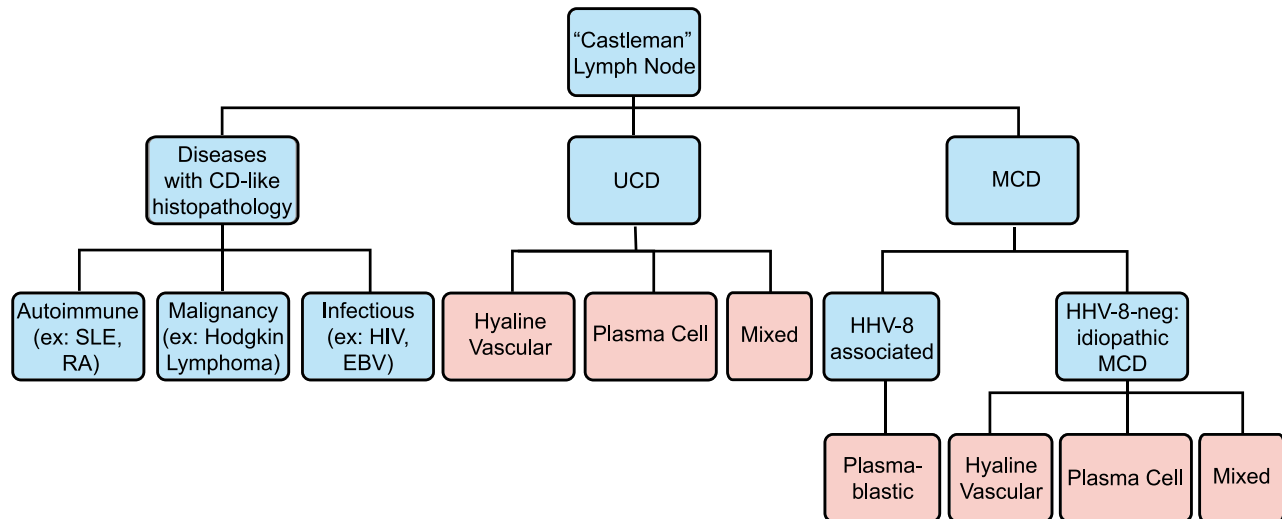 “Castleman”
Lymph Node
Diseases
with CD-like
histopathology
UCD
MCD
Autoimmune
(ex: SLE,
RA)
Malignancy
(ex: Hodgkin
Lymphoma)
Infectious
(ex: HIV,
EBV)
Hyaline
Vascular
Plasma Cell
Mixed
HHV-8
associated
HHV-8-neg:
idiopathic
MCD
Plasma-
blastic
Hyaline
Vascular
Plasma Cell
Mixed